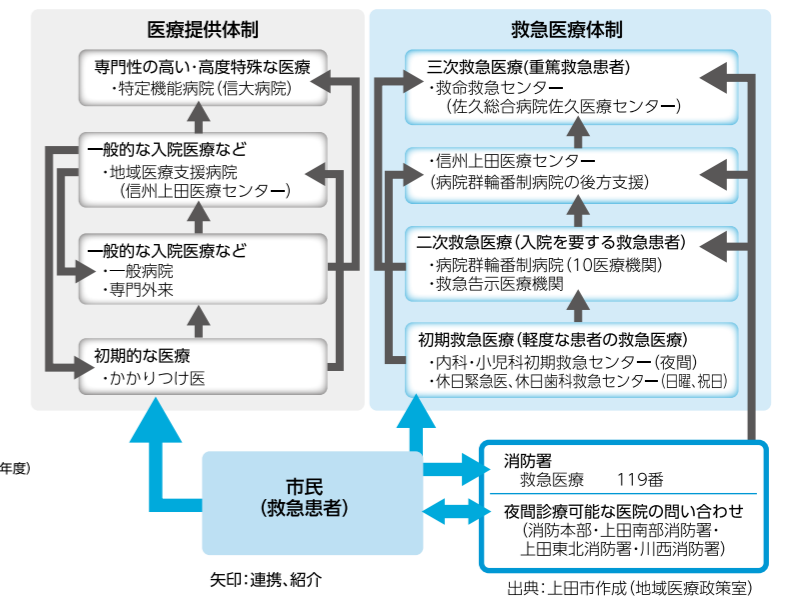 医療提供体制
専門性の高い・高度特殊な医療
・特定機能病院(信大病院)
一般的な入院医療など
・地域医療支援病院
(信州上田医療センター)
一般的な入院医療など
・一般病院
・専門外来
初期的な医療
・かかりつけ医
救急医療体制
三次救急医療(重篤救急患者)
・救命救急センター
(佐久総合病院佐久医療センター)
・信州上田医療センター
(病院群輪番制病院の後方支援)
二次救急医療(入院を要する救急患者)
・病院群輪番制病院(10医療機関)
・救急告示医療機関
初期救急医療(軽度な患者の救急医療)
・内科・小児科初期救急センター(夜間)
・休日緊急医、休日歯科救急センター(日曜、祝日)
年度)
市民
(救急患者)
消防署
救急医療 119番
夜間診療可能な医院の問い合わせ
(消防本部・上田南部消防署・
上田東北消防署・川西消防署)
矢印:連携、紹介
出典:上田市作成(地域医療政策室)